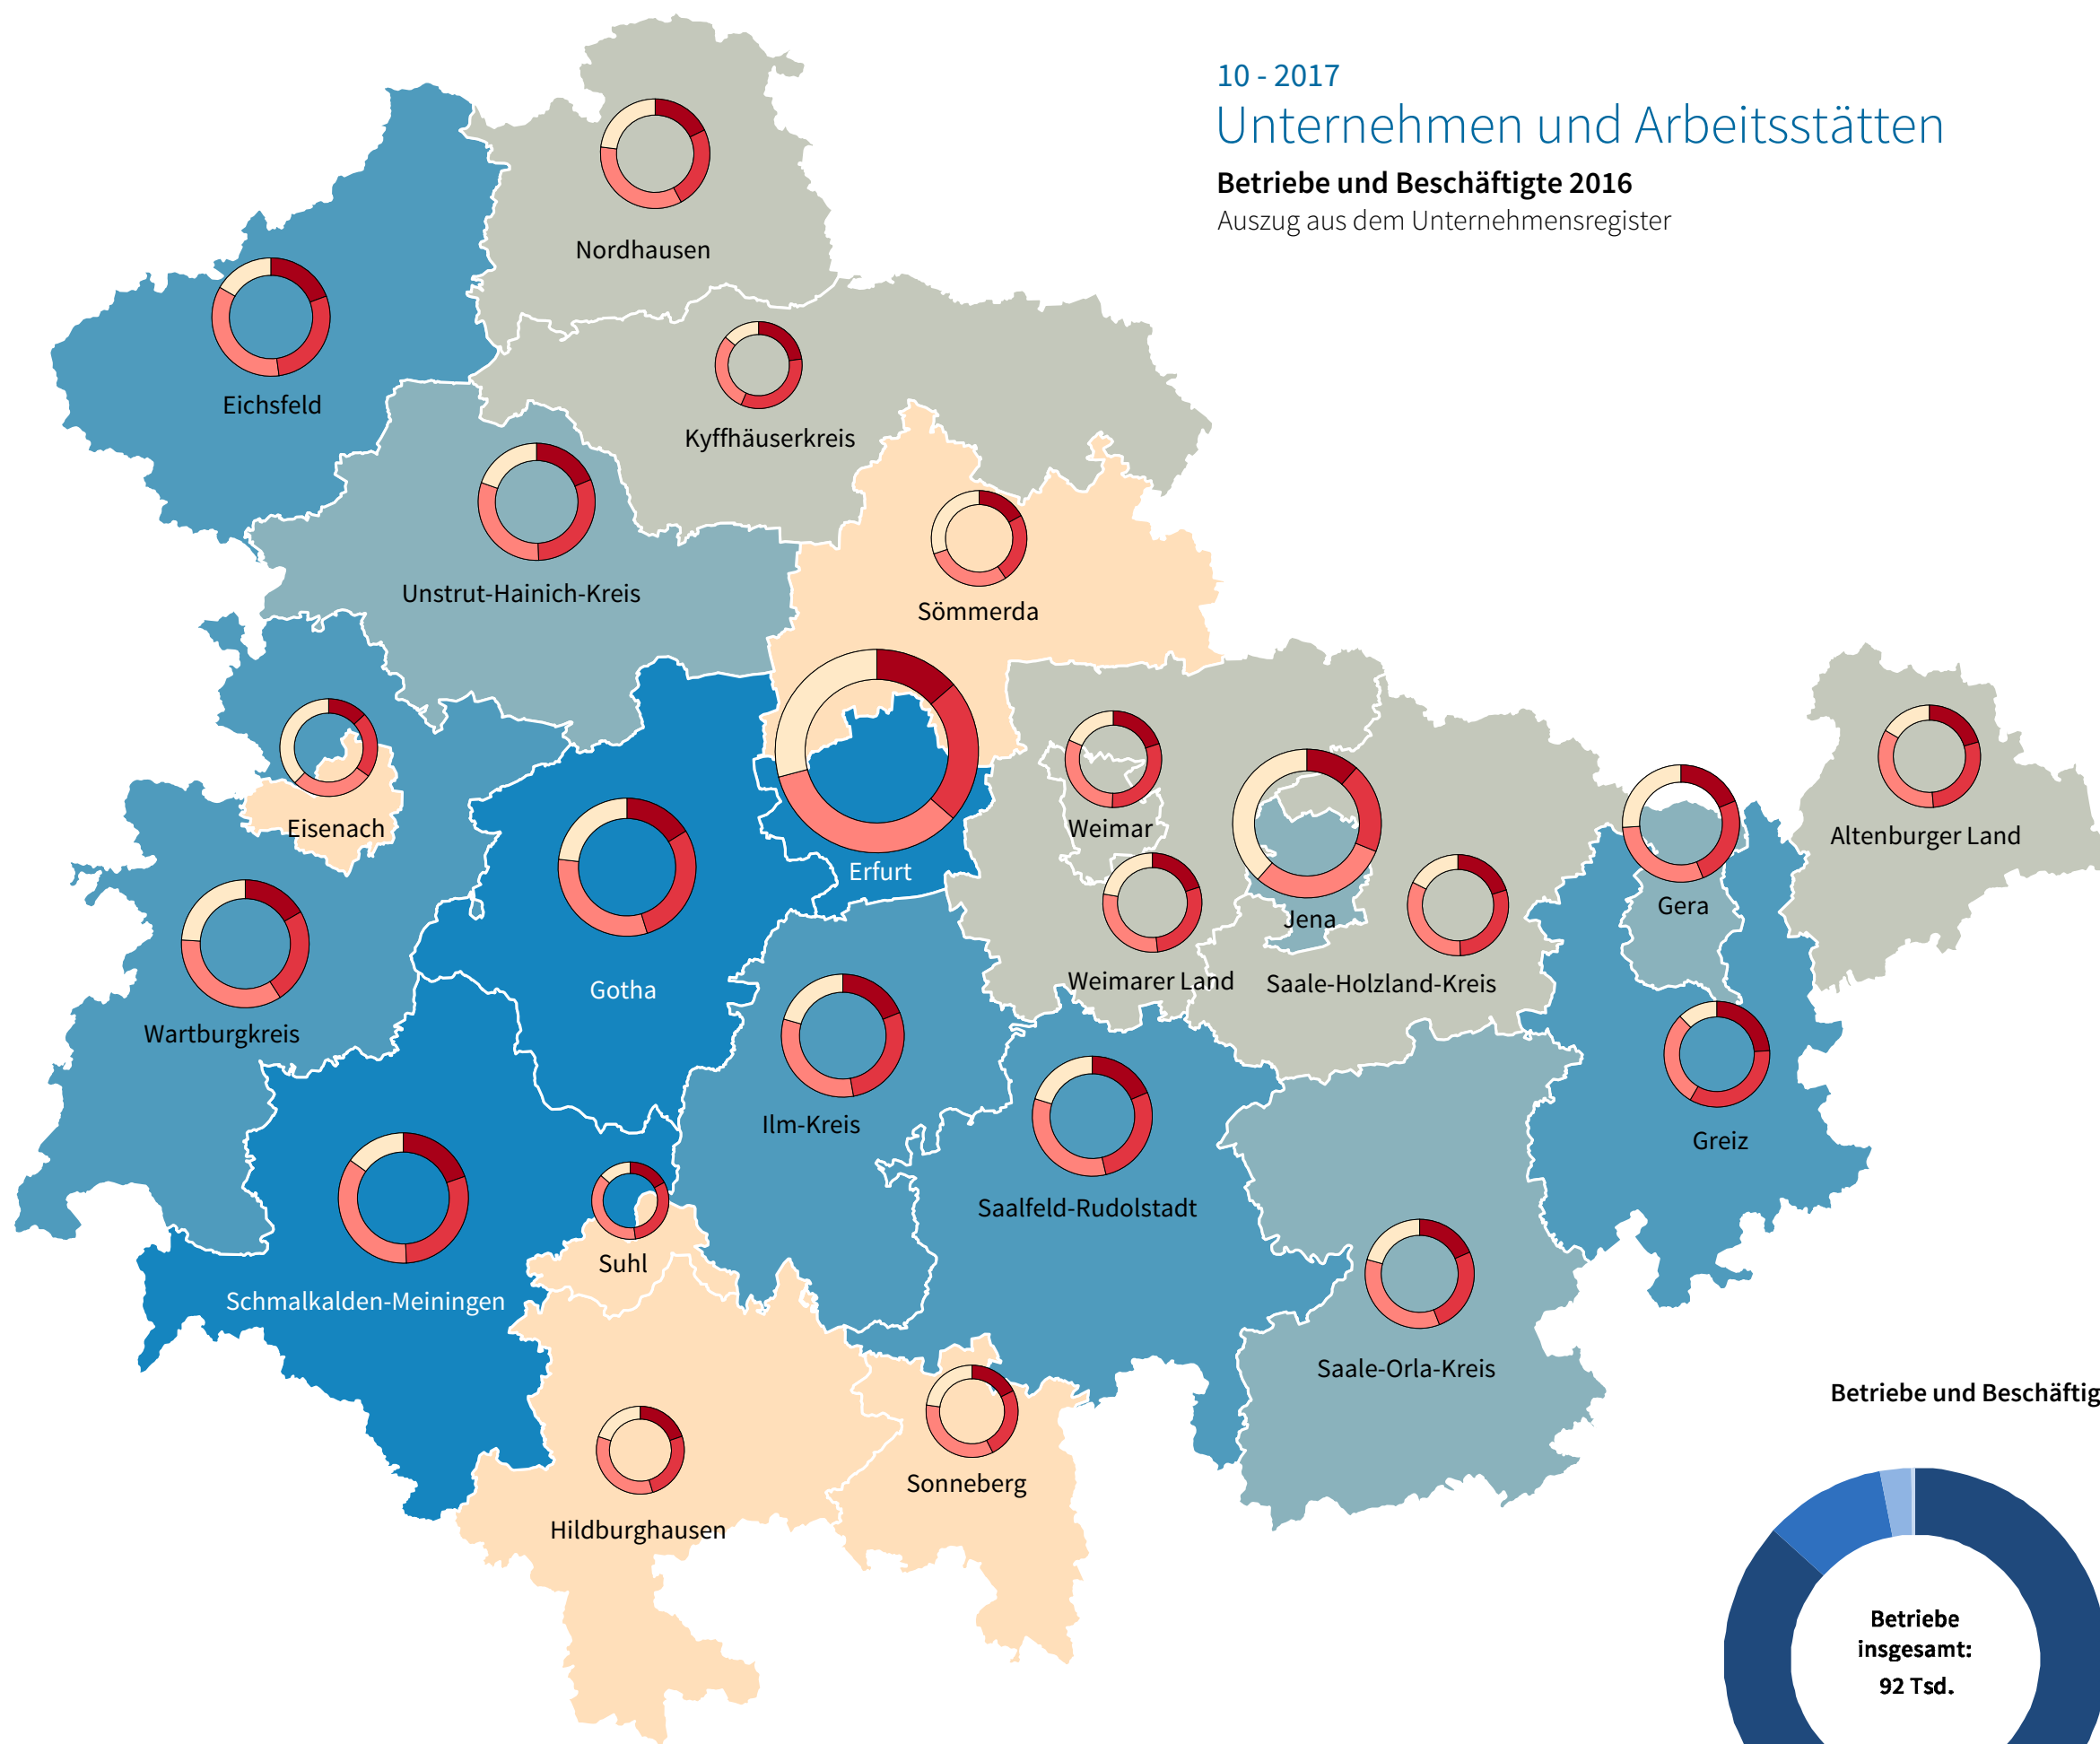 10 - 2017
Unternehmen und Arbeitsstätten
Betriebe und Beschäftigte 2016
Auszug aus dem Unternehmensregister
Nordhausen
Eichsfeld
Kyffhäuserkreis
Unstrut-Hainich-Kreis
Sömmerda
Eisenach
Erfurt
Weimar
Altenburger Land
Jena
Gera
Gotha
Weimarer Land
Saale-Holzland-Kreis
Wartburgkreis
Ilm-Kreis
Greiz
Saalfeld-Rudolstadt
Suhl
Schmalkalden-Meiningen
Saale-Orla-Kreis
Betriebe und Beschäftig
Sonneberg
Hildburghausen
Betriebe
insgesamt:
92 Tsd.